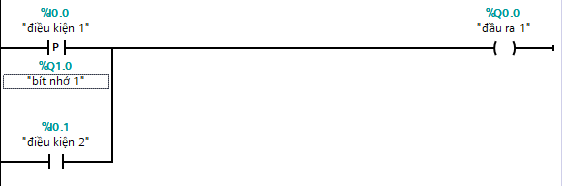 %I0.0
"điều kiện 1"
P
%Q1.0
"bít nhớ 1"
%I0.1
"điều kiện 2"
%Q0.0
"đầu ra 1"